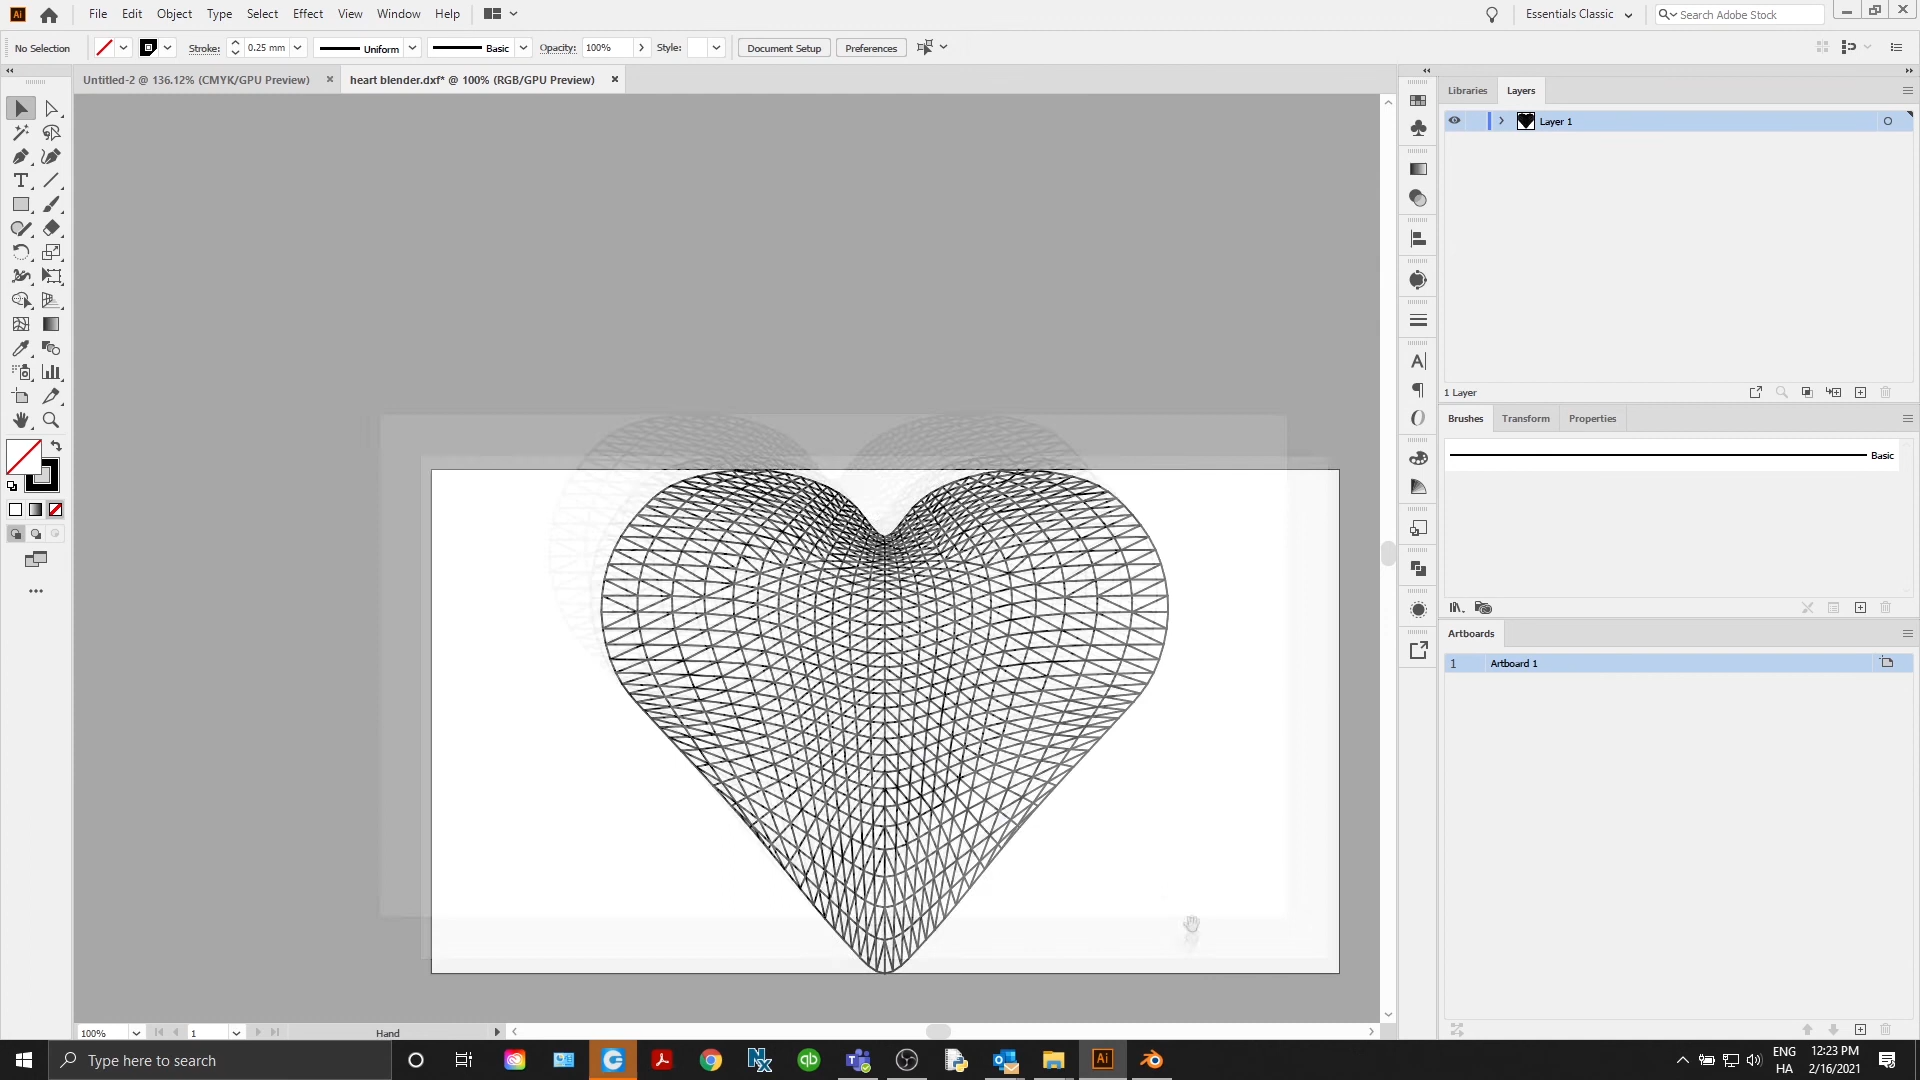 Ai File Edit Object Type Select Effect View Window Help Essentials Classic Search Adobe Stock
No Selection Stroke: 0.25 mm Uniform Basic Opacity: 100% Style: Document Setup Preferences
Untitled-2 @ 136.12% (CMYK/GPU Preview) heart blender.dxf* @ 100% (RGB/GPU Preview)
Libraries Layers
Layer 1
1 Layer
Brushes Transform Properties
Basic
Artboards
1 Artboard 1
100% 1 Hand
Type here to search
ENG
HA
12:23 PM
2/16/2021